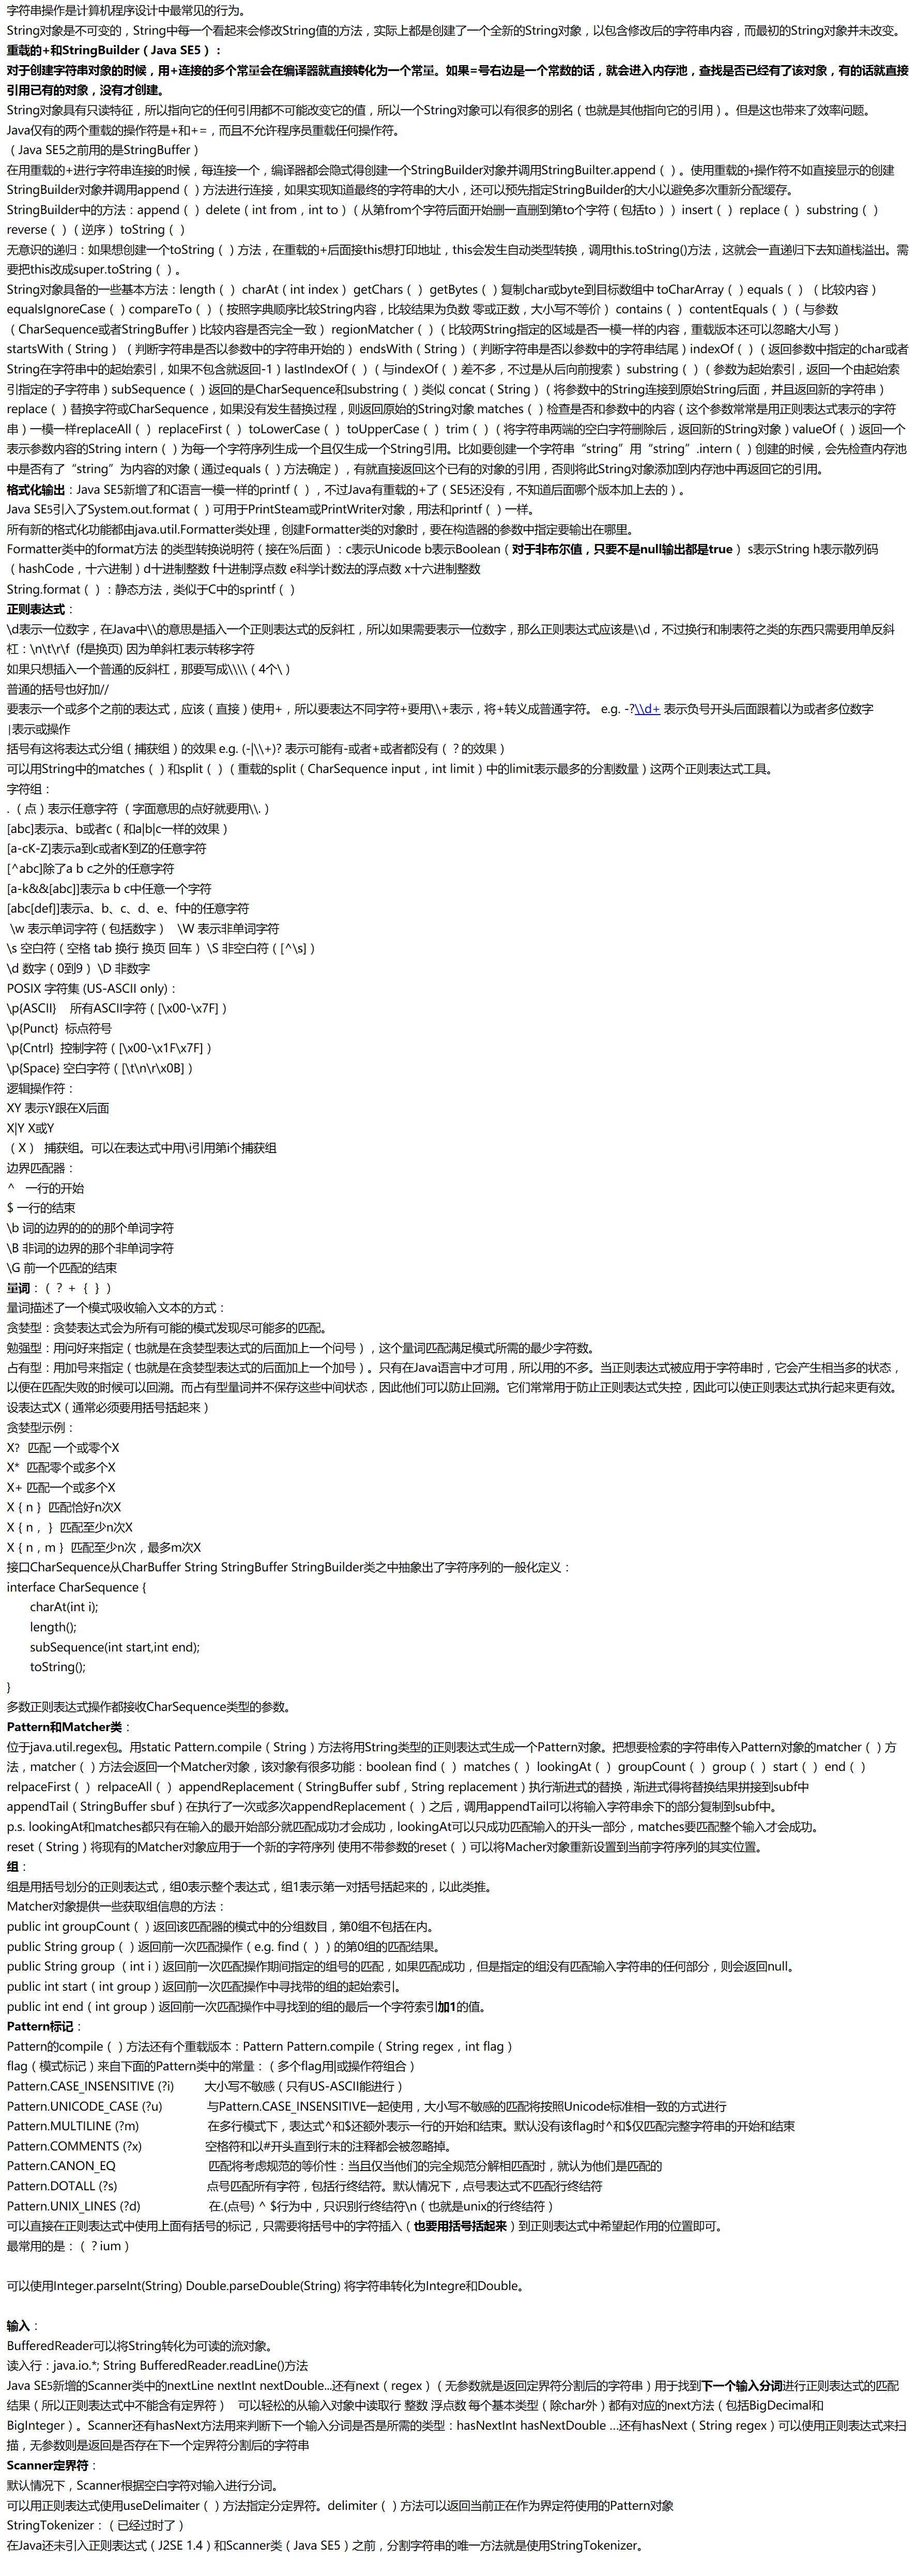 字符串操作是计算机程序设计中最常见的行为。
String对象是不可变的，String中每一个看起来会修改String值的方法，实际上都是创建了一个全新的String对象，以包含修改后的字符串内容，而最初的String对象并未改变。
重载的+和StringBuilder（Java SE5）：
对于创建字符串对象的时候，用+连接的多个常量会在编译器就直接转化为一个常量。如果=号右边是一个常数的话，就会进入内存池，查找是否已经有了该对象，有的话就直接
引用已有的对象，没有才创建。
String对象具有只读特征，所以指向它的任何引用都不可能改变它的值，所以一个String对象可以有很多的别名（也就是其他指向它的引用）。但是这也带来了效率问题。
Java仅有的两个重载的操作符是+和+=，而且不允许程序员重载任何操作符。
（Java SE5之前用的是StringBuffer）
在用重载的+进行字符串连接的时候，每连接一个，编译器都会隐式得创建一个StringBuilder对象并调用StringBuilter.append（）。使用重载的+操作符不如直接显示的创建
StringBuilder对象并调用append（）方法进行连接，如果实现知道最终的字符串的大小，还可以预先指定StringBuilder的大小以避免多次重新分配缓存。
StringBuilder中的方法：append（）delete（int from，int to）（从第from个字符后面开始删一直删到第to个字符（包括to））insert（）replace（）substring（）
reverse（）（逆序）toString（）
无意识的递归：如果想创建一个toString（）方法，在重载的+后面接this想打印地址，this会发生自动类型转换，调用this.toString()方法，这就会一直递归下去知道栈溢出。需
要把this改成super.toString（）。
String对象具备的一些基本方法：length（）charAt（int index）getChars（） getBytes（）复制char或byte到目标数组中 toCharArray（）equals（）（比较内容）
equalsIgnoreCase（）compareTo（）（按照字典顺序比较String内容，比较结果为负数 零或正数，大小写不等价）contains（） contentEquals（）（与参数
（CharSequence或者StringBuffer）比较内容是否完全一致）regionMatcher（）（比较两String指定的区域是否一模一样的内容，重载版本还可以忽略大小写）
startsWith（String）（判断字符串是否以参数中的字符串开始的）endsWith（String）（判断字符串是否以参数中的字符串结尾）indexOf（）（返回参数中指定的char或者
String在字符串中的起始索引，如果不包含就返回-1）lastIndexOf（）（与indexOf（）差不多，不过是从后向前搜索） substring（）（参数为起始索引，返回一个由起始索
引指定的子字符串）subSequence（）返回的是CharSequence和substring（）类似 concat（String）（将参数中的String连接到原始String后面，并且返回新的字符串）
replace（）替换字符或CharSequence，如果没有发生替换过程，则返回原始的String对象 matches（）检查是否和参数中的内容（这个参数常常是用正则表达式表示的字符
串）一模一样replaceAll（） replaceFirst（） toLowerCase（） toUpperCase（） trim（）（将字符串两端的空白字符删除后，返回新的String对象）valueOf（）返回一个
表示参数内容的String intern（）为每一个字符序列生成一个且仅生成一个String引用。比如要创建一个字符串“string”用“string”.intern（）创建的时候，会先检查内存池
中是否有了“string”为内容的对象（通过equals（）方法确定），有就直接返回这个已有的对象的引用，否则将此String对象添加到内存池中再返回它的引用。
格式化输出：Java SE5新增了和C语言一模一样的printf（），不过Java有重载的+了（SE5还没有，不知道后面哪个版本加上去的）。
Java SE5引入了System.out.format（）可用于PrintSteam或PrintWriter对象，用法和printf（）一样。
所有新的格式化功能都由java.util.Formatter类处理，创建Formatter类的对象时，要在构造器的参数中指定要输出在哪里。
Formatter类中的format方法 的类型转换说明符（接在%后面）：c表示Unicode b表示Boolean（对于非布尔值，只要不是null输出都是true） s表示String h表示散列码
（hashCode，十六进制）d十进制整数 f十进制浮点数 e科学计数法的浮点数 x十六进制整数
String.format（）：静态方法，类似于C中的sprintf（）
正则表达式：
\d表示一位数字，在Java中\\的意思是插入一个正则表达式的反斜杠，所以如果需要表示一位数字，那么正则表达式应该是\\d，不过换行和制表符之类的东西只需要用单反斜
杠：\n\t\r\f  (f是换页) 因为单斜杠表示转移字符
如果只想插入一个普通的反斜杠，那要写成\\\\（4个\）
普通的括号也好加//
要表示一个或多个之前的表达式，应该（直接）使用+，所以要表达不同字符+要用\\+表示，将+转义成普通字符。 e.g. -?\\d+ 表示负号开头后面跟着以为或者多位数字
|表示或操作
括号有这将表达式分组（捕获组）的效果 e.g. (-|\\+)? 表示可能有-或者+或者都没有（？的效果）
可以用String中的matches（）和split（）（重载的split（CharSequence input，int limit）中的limit表示最多的分割数量）这两个正则表达式工具。
字符组：
.（点）表示任意字符 （字面意思的点好就要用\\.）
[abc]表示a、b或者c（和a|b|c一样的效果）
[a-cK-Z]表示a到c或者K到Z的任意字符
[^abc]除了a b c之外的任意字符
[a-k&&[abc]]表示a b c中任意一个字符
[abc[def]]表示a、b、c、d、e、f中的任意字符
\w 表示单词字符（包括数字）  \W 表示非单词字符
\s 空白符（空格 tab 换行 换页 回车）\S 非空白符（[^\s]）
\d 数字（0到9）\D 非数字
POSIX 字符集 (US-ASCII only)：
\p{ASCII}    所有ASCII字符（[\x00-\x7F]）
\p{Punct}  标点符号
\p{Cntrl}  控制字符（[\x00-\x1F\x7F]）
\p{Space} 空白字符（[\t\n\r\x0B]）
逻辑操作符：
XY 表示Y跟在X后面
X|Y X或Y
（X） 捕获组。可以在表达式中用\i引用第i个捕获组
边界匹配器：
^   一行的开始
$ 一行的结束
\b 词的边界的的的那个单词字符
\B 非词的边界的那个非单词字符
\G 前一个匹配的结束
量词：（？+｛｝）
量词描述了一个模式吸收输入文本的方式：
贪婪型：贪婪表达式会为所有可能的模式发现尽可能多的匹配。
勉强型：用问好来指定（也就是在贪婪型表达式的后面加上一个问号），这个量词匹配满足模式所需的最少字符数。
占有型：用加号来指定（也就是在贪婪型表达式的后面加上一个加号）。只有在Java语言中才可用，所以用的不多。当正则表达式被应用于字符串时，它会产生相当多的状态，
以便在匹配失败的时候可以回溯。而占有型量词并不保存这些中间状态，因此他们可以防止回溯。它们常常用于防止正则表达式失控，因此可以使正则表达式执行起来更有效。
设表达式X（通常必须要用括号括起来）
贪婪型示例：
X?  匹配 一个或零个X
X*  匹配零个或多个X
X+ 匹配一个或多个X
X｛n｝ 匹配恰好n次X
X｛n，｝ 匹配至少n次X
X｛n，m｝ 匹配至少n次，最多m次X
接口CharSequence从CharBuffer String StringBuffer StringBuilder类之中抽象出了字符序列的一般化定义：
interface CharSequence {
charAt(int i);
length();
subSequence(int start,int end);
toString();
}
多数正则表达式操作都接收CharSequence类型的参数。
Pattern和Matcher类：
位于java.util.regex包。用static Pattern.compile（String）方法将用String类型的正则表达式生成一个Pattern对象。把想要检索的字符串传入Pattern对象的matcher（）方
法，matcher（）方法会返回一个Matcher对象，该对象有很多功能：boolean find（） matches（）lookingAt（） groupCount（） group（） start（） end（）
relpaceFirst（） relpaceAll（） appendReplacement（StringBuffer subf，String replacement）执行渐进式的替换，渐进式得将替换结果拼接到subf中
appendTail（StringBuffer sbuf）在执行了一次或多次appendReplacement（）之后，调用appendTail可以将输入字符串余下的部分复制到subf中。
p.s. lookingAt和matches都只有在输入的最开始部分就匹配成功才会成功，lookingAt可以只成功匹配输入的开头一部分，matches要匹配整个输入才会成功。
reset（String）将现有的Matcher对象应用于一个新的字符序列 使用不带参数的reset（）可以将Macher对象重新设置到当前字符序列的其实位置。
组：
组是用括号划分的正则表达式，组0表示整个表达式，组1表示第一对括号括起来的，以此类推。
Matcher对象提供一些获取组信息的方法：
public int groupCount（）返回该匹配器的模式中的分组数目，第0组不包括在内。
public String group（）返回前一次匹配操作（e.g. find（））的第0组的匹配结果。
public String group （int i）返回前一次匹配操作期间指定的组号的匹配，如果匹配成功，但是指定的组没有匹配输入字符串的任何部分，则会返回null。
public int start（int group）返回前一次匹配操作中寻找带的组的起始索引。
public int end（int group）返回前一次匹配操作中寻找到的组的最后一个字符索引加1的值。
Pattern标记：
Pattern的compile（）方法还有个重载版本：Pattern Pattern.compile（String regex，int flag）
flag（模式标记）来自下面的Pattern类中的常量：（多个flag用|或操作符组合）
Pattern.CASE_INSENSITIVE (?i)          大小写不敏感（只有US-ASCII能进行）
Pattern.UNICODE_CASE (?u)               与Pattern.CASE_INSENSITIVE一起使用，大小写不敏感的匹配将按照Unicode标准相一致的方式进行
Pattern.MULTILINE (?m)                       在多行模式下，表达式^和$还额外表示一行的开始和结束。默认没有该flag时^和$仅匹配完整字符串的开始和结束
Pattern.COMMENTS (?x)                     空格符和以#开头直到行末的注释都会被忽略掉。
Pattern.CANON_EQ                              匹配将考虑规范的等价性：当且仅当他们的完全规范分解相匹配时，就认为他们是匹配的
Pattern.DOTALL (?s)                              点号匹配所有字符，包括行终结符。默认情况下，点号表达式不匹配行终结符
Pattern.UNIX_LINES (?d)                       在.(点号) ^ $行为中，只识别行终结符\n（也就是unix的行终结符）
可以直接在正则表达式中使用上面有括号的标记，只需要将括号中的字符插入（也要用括号括起来）到正则表达式中希望起作用的位置即可。
最常用的是：（？ium）
可以使用Integer.parseInt(String) Double.parseDouble(String) 将字符串转化为Integre和Double。
输入：
BufferedReader可以将String转化为可读的流对象。
读入行：java.io.*; String BufferedReader.readLine()方法
Java SE5新增的Scanner类中的nextLine nextInt nextDouble...还有next（regex）（无参数就是返回定界符分割后的字符串）用于找到下一个输入分词进行正则表达式的匹配
结果（所以正则表达式中不能含有定界符）  可以轻松的从输入对象中读取行 整数 浮点数 每个基本类型（除char外）都有对应的next方法（包括BigDecimal和
BigInteger）。Scanner还有hasNext方法用来判断下一个输入分词是否是所需的类型：hasNextInt hasNextDouble ...还有hasNext（String regex）可以使用正则表达式来扫
描，无参数则是返回是否存在下一个定界符分割后的字符串
Scanner定界符：
默认情况下，Scanner根据空白字符对输入进行分词。
可以用正则表达式使用useDelimaiter（）方法指定分定界符。delimiter（）方法可以返回当前正在作为界定符使用的Pattern对象
StringTokenizer：（已经过时了）
在Java还未引入正则表达式（J2SE 1.4）和Scanner类（Java SE5）之前，分割字符串的唯一方法就是使用StringTokenizer。